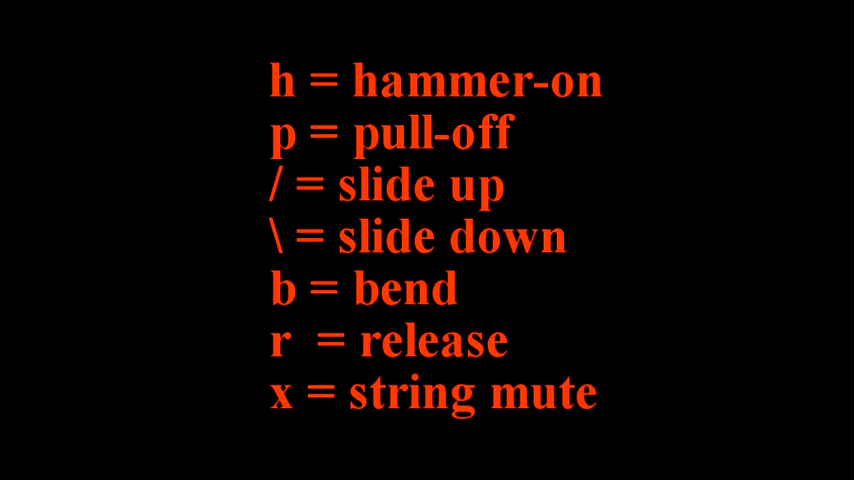 h = hammer-on
p = pull-off
/ = slide up
\ = slide down
b = bend
r  = release
x = string mute